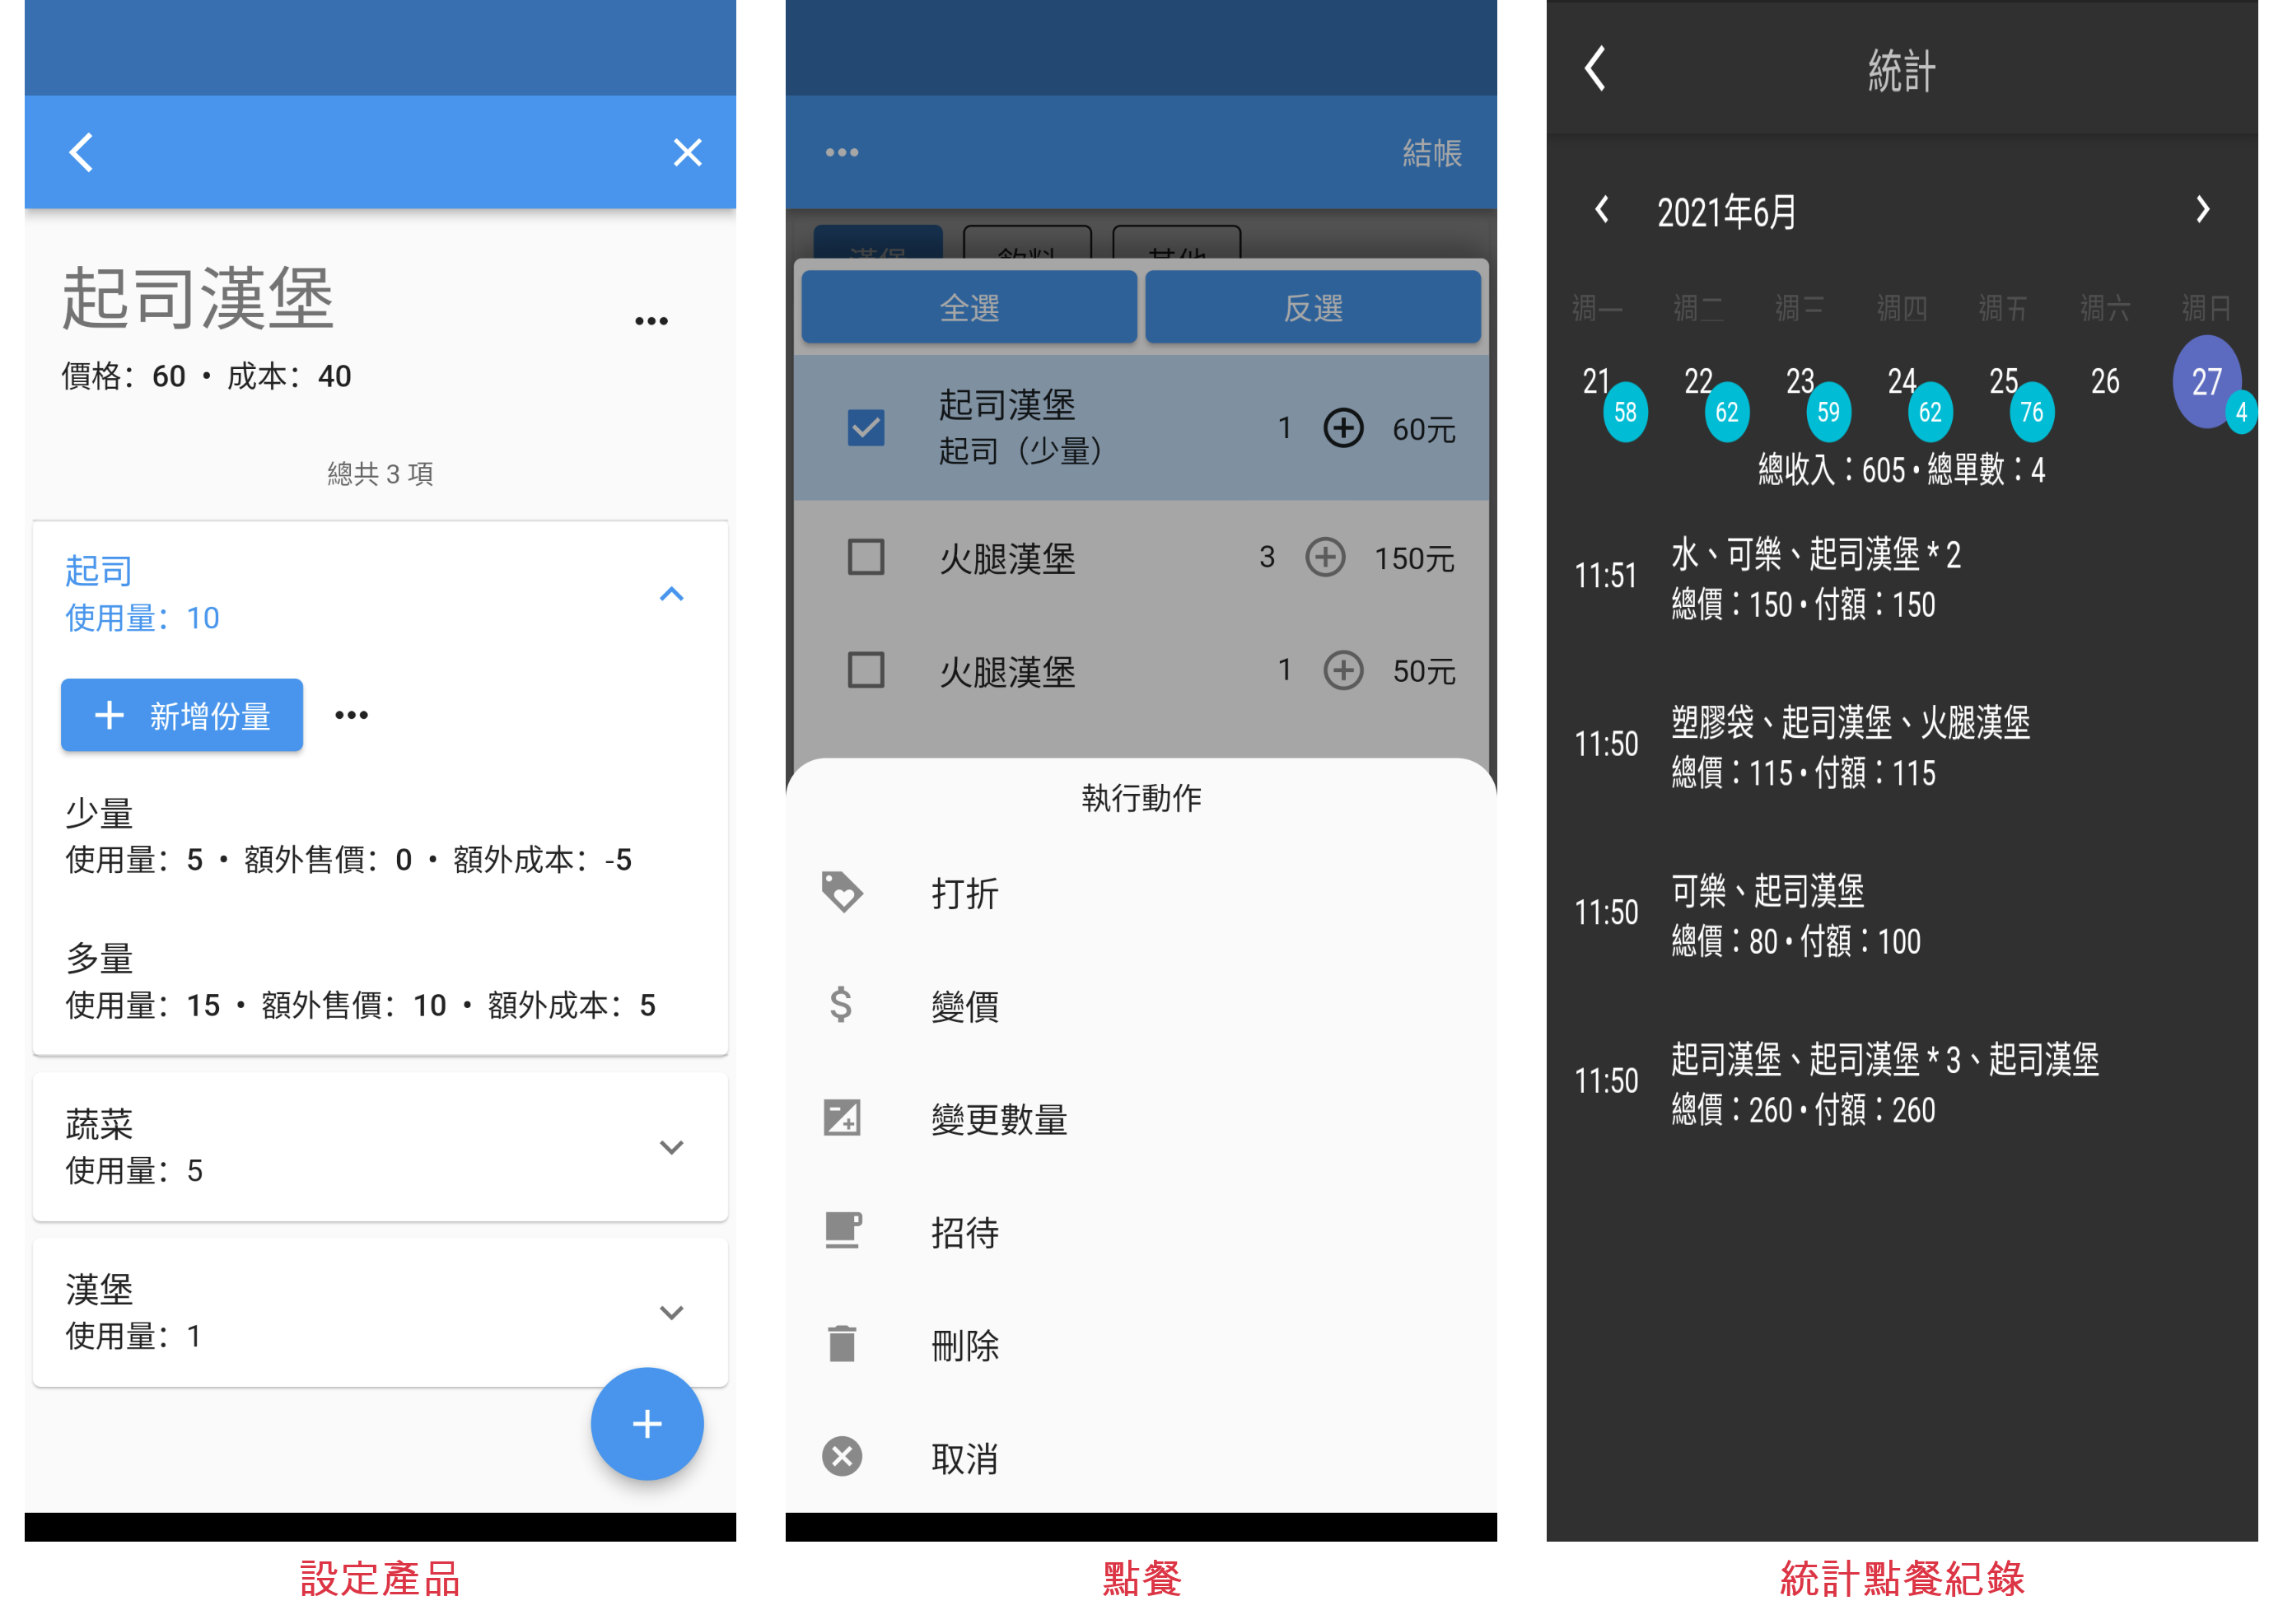 起司漢堡
價格：60 • 成本：40
總共 3 項
起司
使用量：10
新增份量
少量
使用量：5 • 額外售價：0 • 額外成本：-5
多量
使用量：15 • 額外售價：10 • 額外成本：5
蔬菜
使用量：5
漢堡
使用量：1
設定產品
結帳
漢堡 飲料 其他
全選 反選
起司漢堡 1 60元
起司（少量）
火腿漢堡 3 150元
火腿漢堡 1 50元
執行動作
打折
變價
變更數量
招待
刪除
取消
點餐
統計
2021年6月
週一 週二 週三 週四 週五 週六 週日
21 22 23 24 25 26 27
58 62 59 62 76 4
總收入：605 • 總單數：4
11:51 水、可樂、起司漢堡 * 2
總價：150 • 付額：150
11:50 塑膠袋、起司漢堡、火腿漢堡
總價：115 • 付額：115
11:50 可樂、起司漢堡
總價：80 • 付額：100
11:50 起司漢堡、起司漢堡 * 3、起司漢堡
總價：260 • 付額：260
統計點餐紀錄